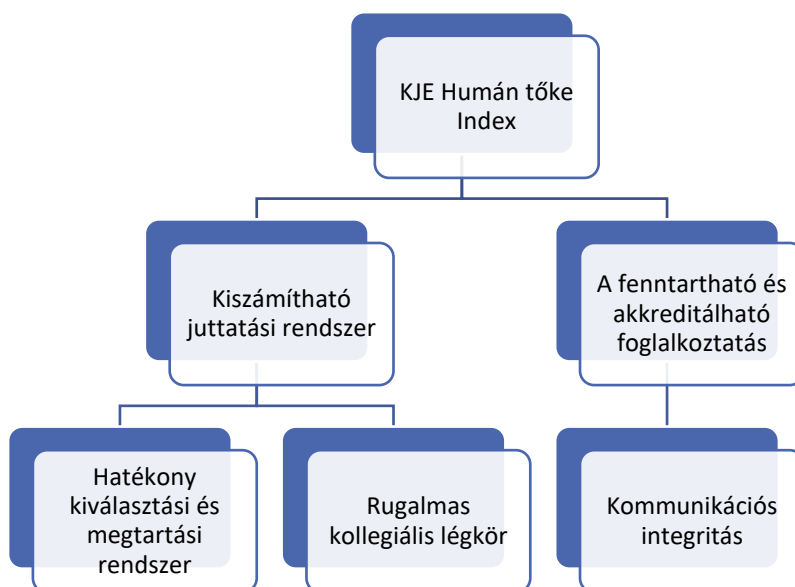 KJE Humán tőke
Index
Kiszámítható
juttatási rendszer
A fenntartható és
akkreditálható
foglalkoztatás
Hatékony
kiválasztási és
megtartási
rendszer
Rugalmas
kollegiális légkör
Kommunikációs
integritás